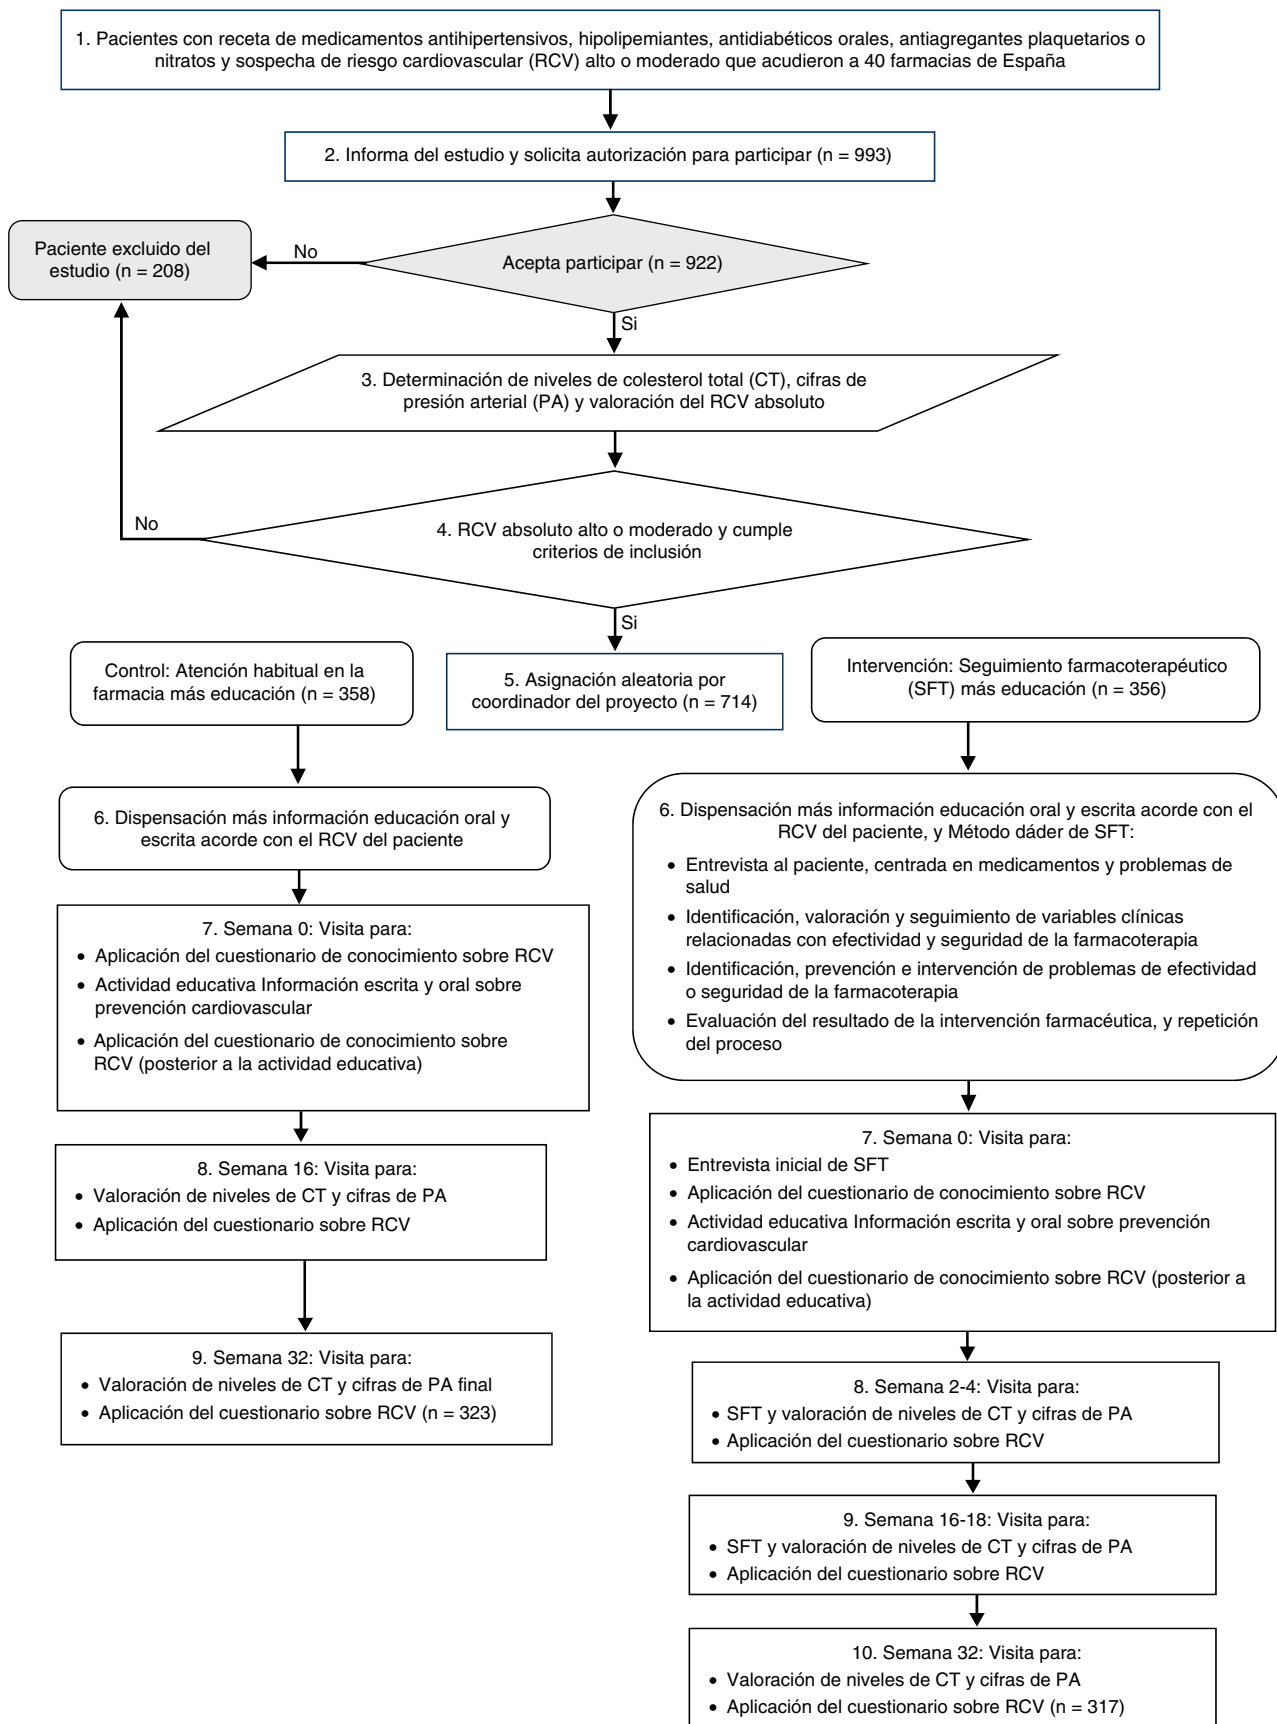 1. Pacientes con receta de medicamentos antihipertensivos, hipolipemiantes, antidiabéticos orales, antiagregantes plaquetarios o
nitratos y sospecha de riesgo cardiovascular (RCV) alto o moderado que acudieron a 40 farmacias de España
2. Informa del estudio y solicita autorización para participar (n = 993)
Paciente excluido del
estudio (n = 208)
No
Acepta participar (n = 922)
Si
3. Determinación de niveles de colesterol total (CT), cifras de
presión arterial (PA) y valoración del RCV absoluto
No
4. RCV absoluto alto o moderado y cumple
criterios de inclusión
Si
Control: Atención habitual en la
farmacia más educación (n = 358)
5. Asignación aleatoria por
coordinador del proyecto (n = 714)
Intervención: Seguimiento farmacoterapéutico
(SFT) más educación (n = 356)
6. Dispensación más información educación oral y
escrita acorde con el RCV del paciente
7. Semana 0: Visita para:
• Aplicación del cuestionario de conocimiento sobre RCV
• Actividad educativa Información escrita y oral sobre
prevención cardiovascular
• Aplicación del cuestionario de conocimiento sobre
RCV (posterior a la actividad educativa)
8. Semana 16: Visita para:
• Valoración de niveles de CT y cifras de PA
• Aplicación del cuestionario sobre RCV
9. Semana 32: Visita para:
• Valoración de niveles de CT y cifras de PA final
• Aplicación del cuestionario sobre RCV (n = 323)
6. Dispensación más información educación oral y escrita acorde con el
RCV del paciente, y Método dáder de SFT:
• Entrevista al paciente, centrada en medicamentos y problemas de
salud
• Identificación, valoración y seguimiento de variables clínicas
relacionadas con efectividad y seguridad de la farmacoterapia
• Identificación, prevención e intervención de problemas de efectividad
o seguridad de la farmacoterapia
• Evaluación del resultado de la intervención farmacéutica, y repetición
del proceso
7. Semana 0: Visita para:
• Entrevista inicial de SFT
• Aplicación del cuestionario de conocimiento sobre RCV
• Actividad educativa Información escrita y oral sobre prevención
cardiovascular
• Aplicación del cuestionario de conocimiento sobre RCV (posterior a
la actividad educativa)
8. Semana 2-4: Visita para:
• SFT y valoración de niveles de CT y cifras de PA
• Aplicación del cuestionario sobre RCV
9. Semana 16-18: Visita para:
• SFT y valoración de niveles de CT y cifras de PA
• Aplicación del cuestionario sobre RCV
10. Semana 32: Visita para:
• Valoración de niveles de CT y cifras de PA
• Aplicación del cuestionario sobre RCV (n = 317)